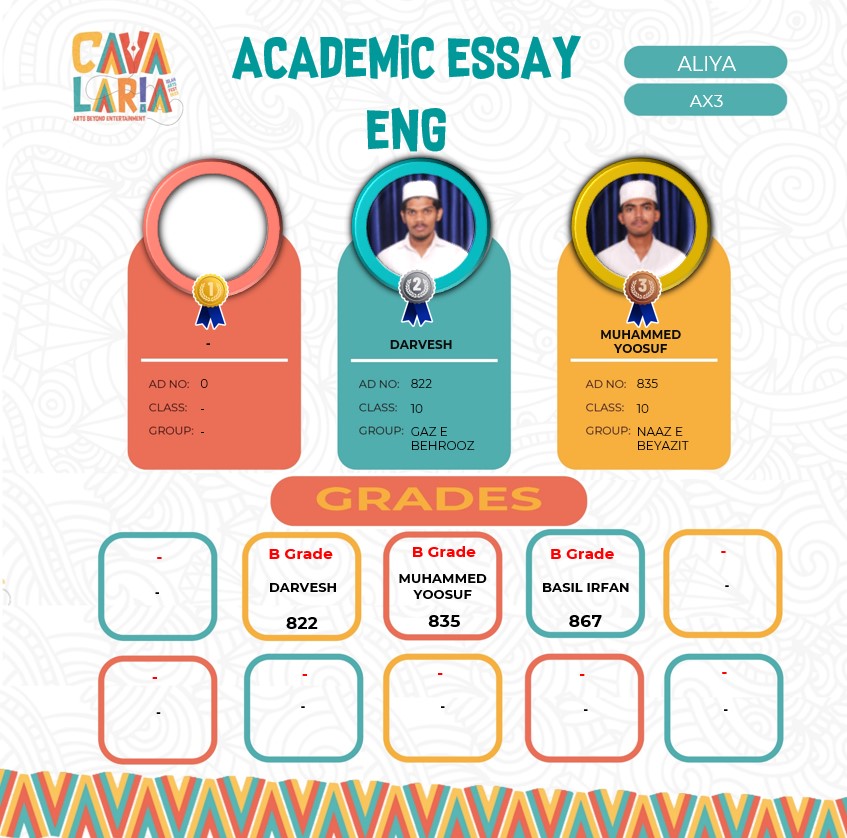 CAVA
LARIA
ARTS BEYOND ENTERTAINMENT
ACADEMIC ESSAY
ENG
ALIYA
AX3
1
2
3
-
DARVESH
MUHAMMED
YOOSUF
AD NO: 0
CLASS: -
GROUP: -
AD NO: 822
CLASS: 10
GROUP: GAZ E
BEHROOZ
AD NO: 835
CLASS: 10
GROUP: NAAZ E
BEYAZIT
GRADES
-
-
B Grade
DARVESH
822
B Grade
MUHAMMED
YOOSUF
835
B Grade
BASIL IRFAN
867
-
-
-
-
-
-
-
-
-
-
-
-